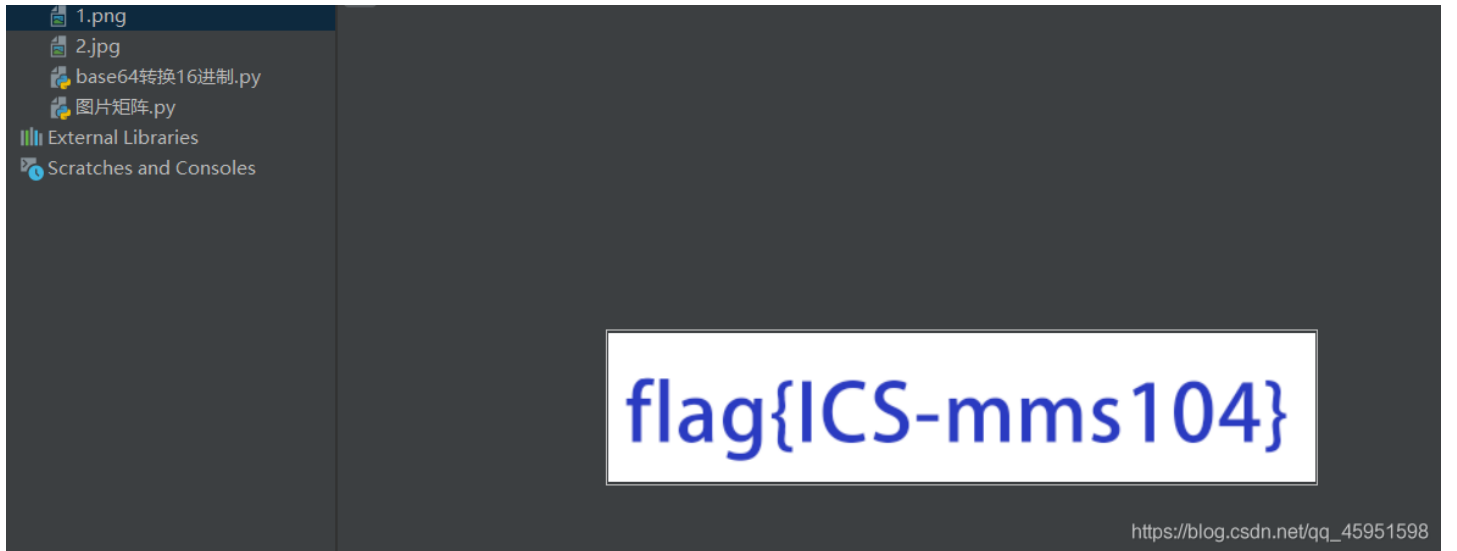 1.png
2.jpg
base64转换16进制.py
图片矩阵.py
External Libraries
Scratches and Consoles
flag{ICS-mms104}
https://blog.csdn.net/qq_45951598